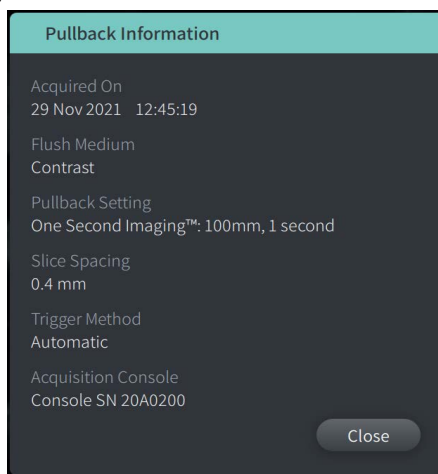 Pullback Information
Acquired On
29 Nov 2021 12:45:19
Flush Medium
Contrast
Pullback Setting
One Second Imaging™: 100mm, 1 second
Slice Spacing
0.4 mm
Trigger Method
Automatic
Acquisition Console
Console SN 20A0200
Close